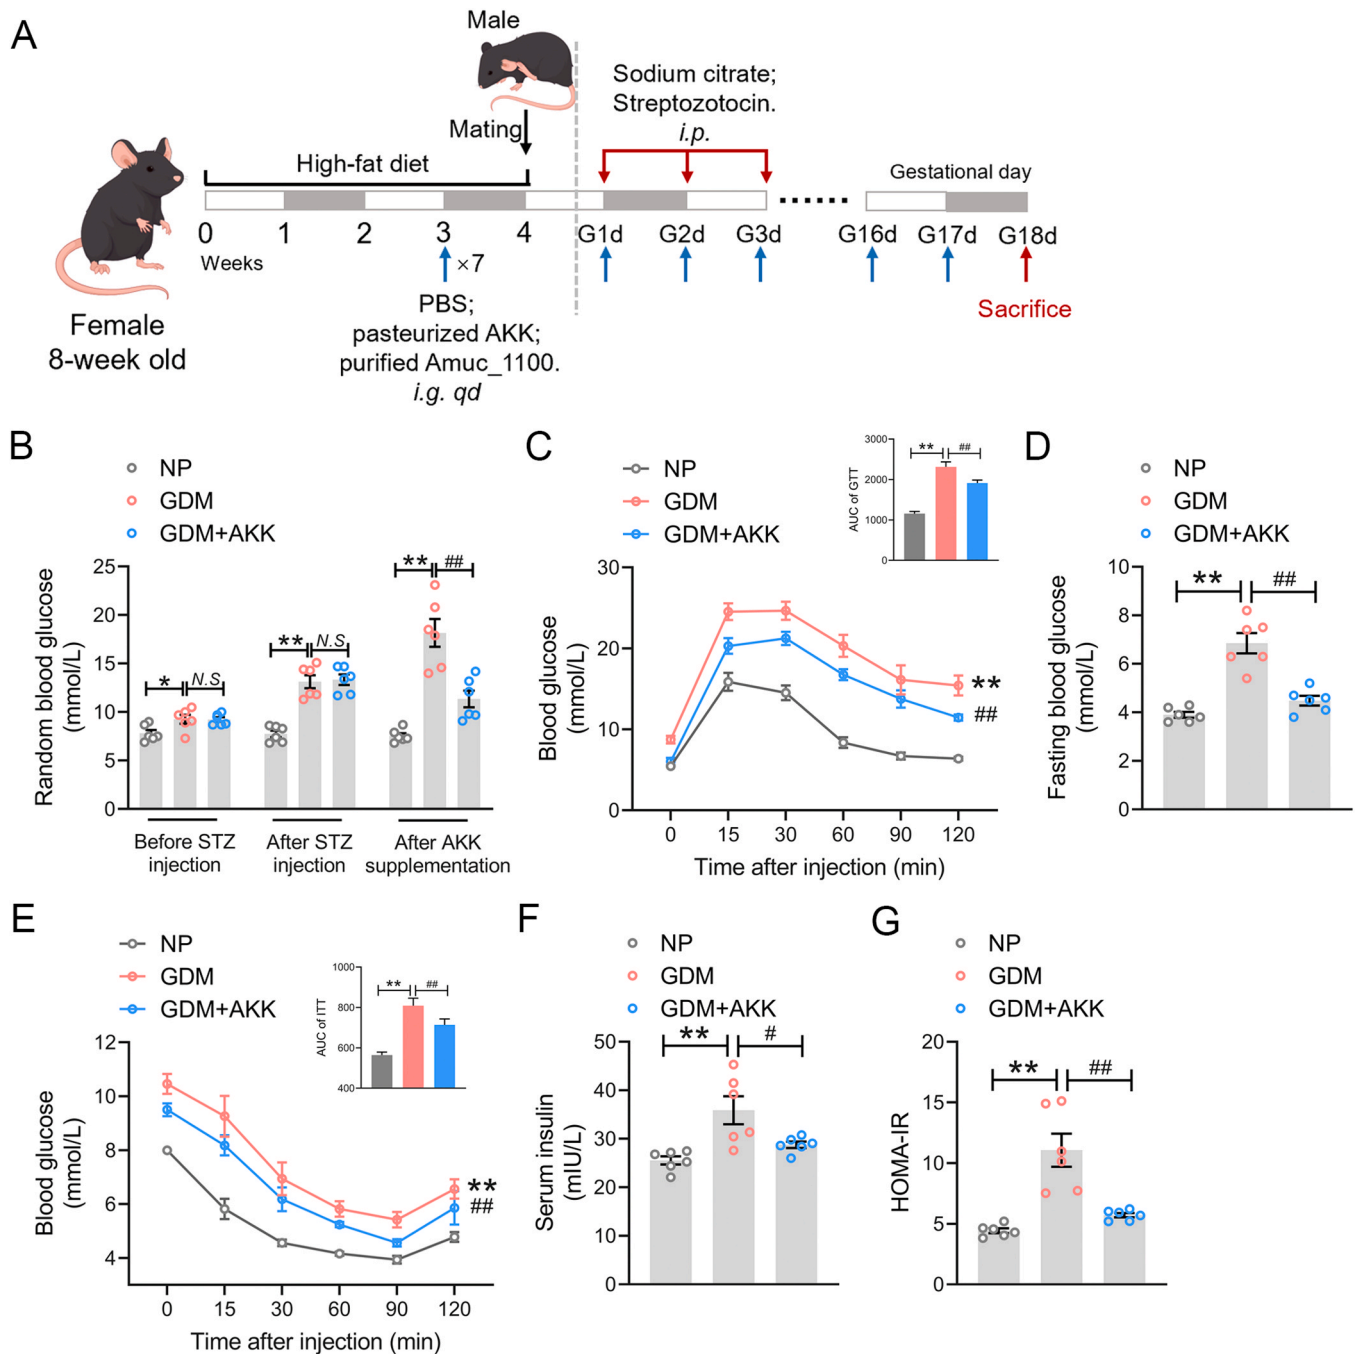 A
Male
Mating
Sodium citrate;
Streptozotocin.
i.p.
High-fat diet
Gestational day
0 1 2 3 4 G1d G2d G3d G16d G17d G18d
Weeks
×7
Sacrifice
PBS;
pasteurized AKK;
purified Amuc_1100.
i.g. qd
Female
8-week old
B
NP
GDM
GDM+AKK
Random blood glucose
(mmol/L)
25
20
15
10
5
0
* N.S
** N.S
** ##
Before STZ
injection
After STZ
injection
After AKK
supplementation
C
NP
GDM
GDM+AKK
AUC of GTT
3000
2000
1000
0
** ##
Blood glucose
(mmol/L)
30
20
10
0
**
##
0 15 30 60 90 120
Time after injection (min)
D
NP
GDM
GDM+AKK
Fasting blood glucose
(mmol/L)
10
8
6
4
2
0
** ##
E
NP
GDM
GDM+AKK
AUC of ITT
1000
800
600
400
** ##
Blood glucose
(mmol/L)
12
10
8
6
4
**
##
0 15 30 60 90 120
Time after injection (min)
F
NP
GDM
GDM+AKK
Serum insulin
(mIU/L)
50
40
30
20
10
0
** #
G
NP
GDM
GDM+AKK
HOMA-IR
20
15
10
5
0
** ##